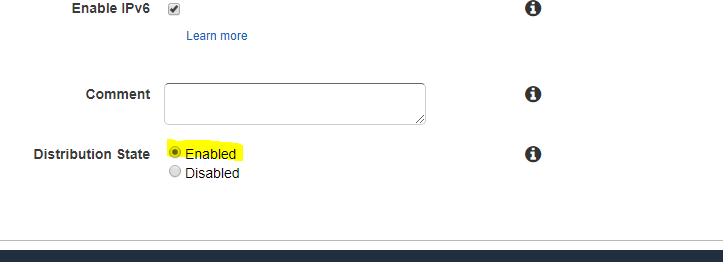 Enable IPv6
Learn more
Comment
Distribution State
Enabled
Disabled